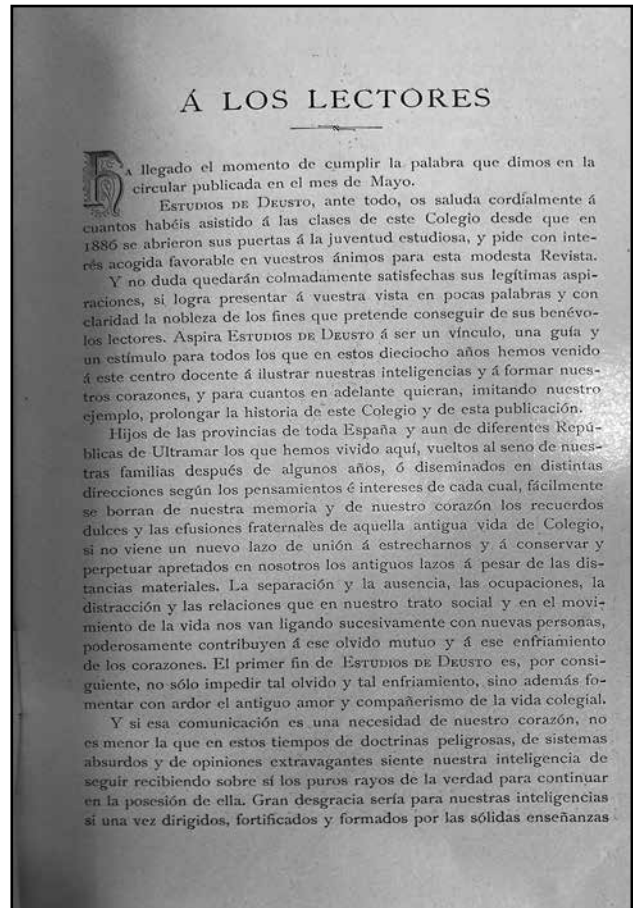 Á LOS LECTORES
HA llegado el momento de cumplir la palabra que dimos en la
circular publicada en el mes de Mayo.
ESTUDIOS DE DEUSTO, ante todo, os saluda cordialmente á
cuantos habéis asistido á las clases de este Colegio desde que en
1886 se abrieron sus puertas á la juventud estudiosa, y pide con inte-
rés acogida favorable en vuestros ánimos para esta modesta Revista.
Y no duda quedarán colmadamente satisfechas sus legítimas aspi-
raciones, si logra presentar á vuestra vista en pocas palabras y con
claridad la nobleza de los fines que pretende conseguir de sus benévo-
los lectores. Aspira ESTUDIOS DE DEUSTO á ser un vínculo, una guía y
un estímulo para todos los que en estos dieciocho años hemos venido
á este centro docente á ilustrar nuestras inteligencias y á formar nues-
tros corazones, y para cuantos en adelante quieran, imitando nuestro
ejemplo, prolongar la historia de este Colegio y de esta publicación.
Hijos de las provincias de toda España y aun de diferentes Repú-
blicas de Ultramar los que hemos vivido aquí, vueltos al seno de nues-
tras familias después de algunos años, ó diseminados en distintas
direcciones según los pensamientos é intereses de cada cual, fácilmente
se borran de nuestra memoria y de nuestro corazón los recuerdos
dulces y las efusiones fraternales de aquella antigua vida de Colegio,
si no viene un nuevo lazo de unión á estrecharnos y á conservar y
perpetuar apretados en nosotros los antiguos lazos á pesar de las dis-
tancias materiales. La separación y la ausencia, las ocupaciones, la
distracción y las relaciones que en nuestro trato social y en el movi-
miento de la vida nos van ligando sucesivamente con nuevas personas,
poderosamente contribuyen á ese olvido mutuo y á ese enfriamiento
de los corazones. El primer fin de ESTUDIOS DE DEUSTO es, por consi-
guiente, no sólo impedir tal olvido y tal enfriamiento, sino además fo-
mentar con ardor el antiguo amor y compañerismo de la vida colegial.
Y si esa comunicación es una necesidad de nuestro corazón, no
es menor la que en estos tiempos de doctrinas peligrosas, de sistemas
absurdos y de opiniones extravagantes siente nuestra inteligencia de
seguir recibiendo sobre sí los puros rayos de la verdad para continuar
en la posesión de ella. Gran desgracia sería para nuestras inteligencias
si una vez dirigidos, fortificados y formados por las sólidas enseñanzas